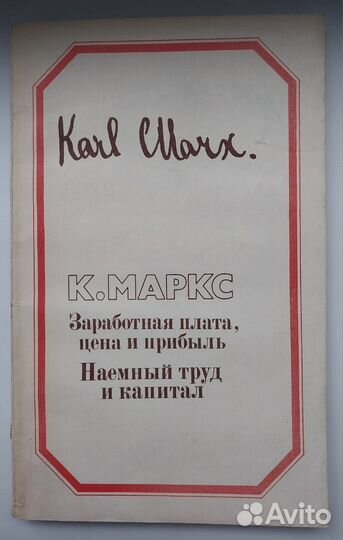 Karl Marx.
К.МАРКС
Заработная плата,
цена и прибыль
Наемный труд
и капитал
Avito